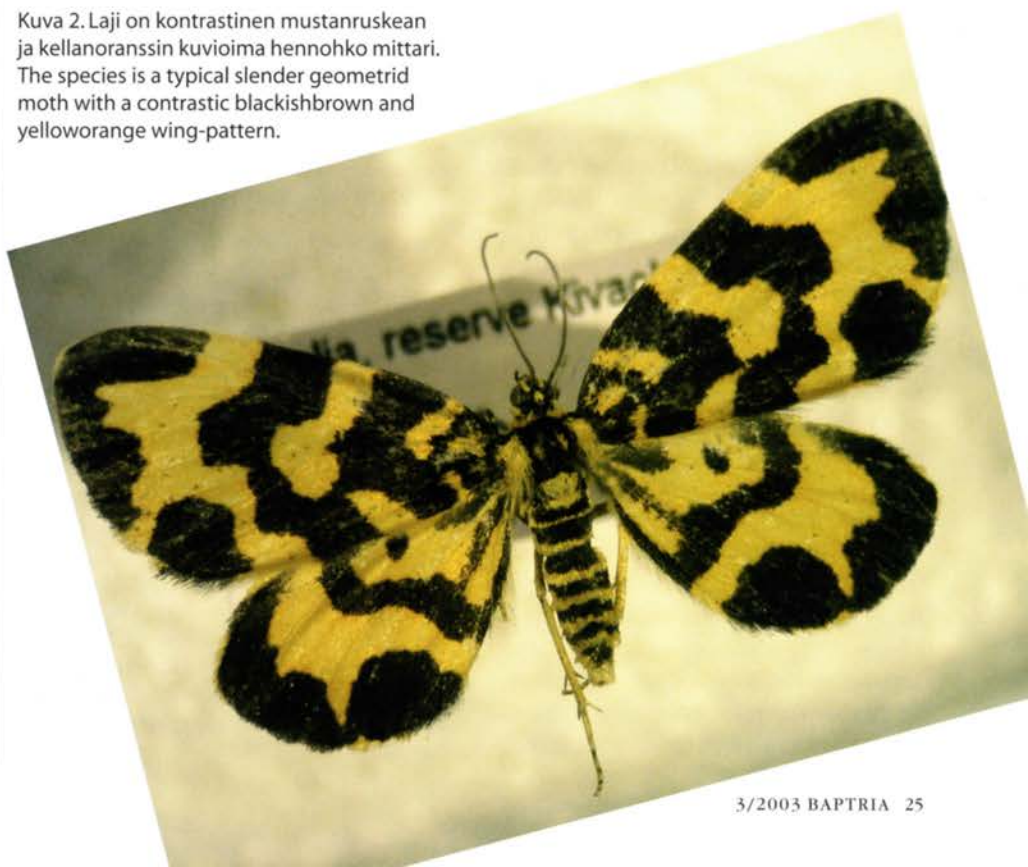 Kuva 2. Laji on kontrastinen mustanruskean
ja kellanoranssin kuvioima hennohko mittari.
The species is a typical slender geometrid
moth with a contrastic blackishbrown and
yelloworange wing-pattern.
reserve
3/2003 BAPTRIA 25